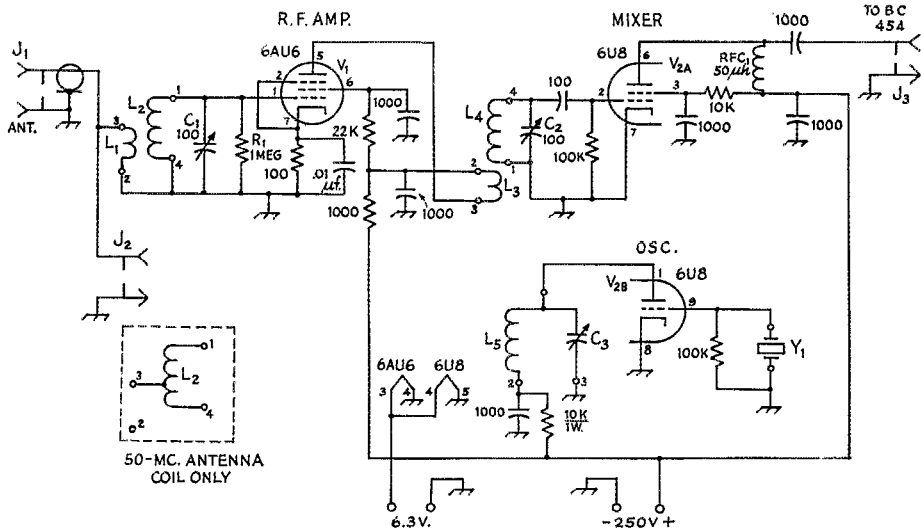 R.F. AMP.
MIXER
TO BC
454
J1
ANT.
L1
3
2
L2
1
4
C1
100
R1
1MEG
6AU6
V1
5
2
1
6
7
100
.01
µf.
22K
1000
1000
1000
2
3
L3
L4
4
1
C2
100
100
100K
6U8
V2A
6
2
3
7
10K
1000
RFC1
50µh
1000
1000
J3
J2
OSC.
6U8
V2B
1
9
8
L5
2
C3
3
1000
10K
1W.
100K
Y1
6AU6
6U8
3
4
4
5
L2
1
3
4
2
50-MC. ANTENNA
COIL ONLY
6.3V.
-250V+